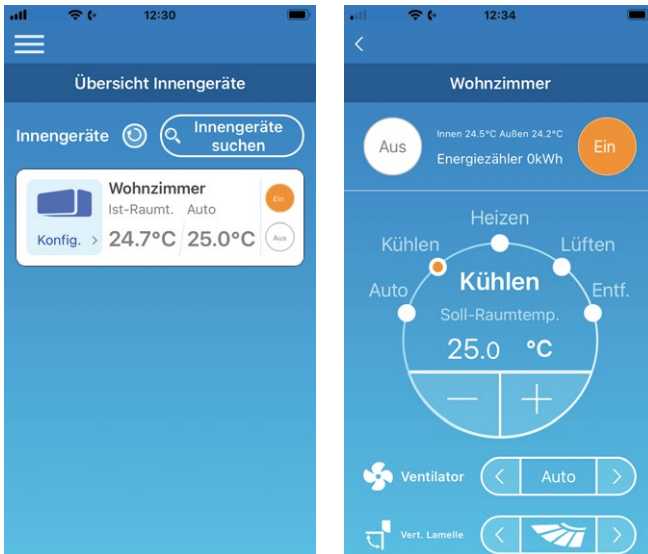 12:30
Übersicht Innengeräte
Innengeräte
Innengeräte
suchen
Wohnzimmer
Ist-Raumt. Auto
Ein
Konfig. > 24.7°C 25.0°C
Aus
12:34
Wohnzimmer
Aus
Innen 24.5°C Außen 24.2°C
Energiezähler 0kWh
Ein
Heizen
Kühlen Lüften
Auto Kühlen Entf.
Soll-Raumtemp.
25.0 °C
— +
Ventilator < Auto >
Vert. Lamelle < >